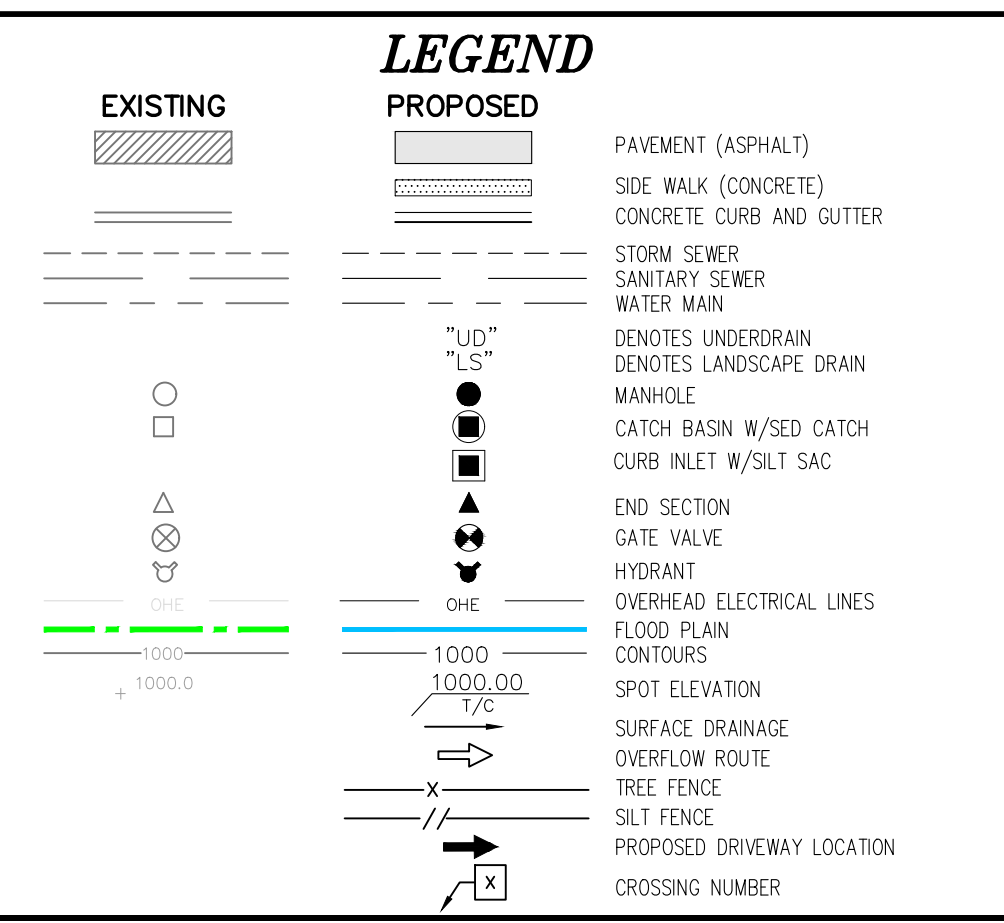 LEGEND
EXISTING PROPOSED
PAVEMENT (ASPHALT)
SIDE WALK (CONCRETE)
CONCRETE CURB AND GUTTER
STORM SEWER
SANITARY SEWER
WATER MAIN
"UD" DENOTES UNDERDRAIN
"LS" DENOTES LANDSCAPE DRAIN
MANHOLE
CATCH BASIN W/SED CATCH
CURB INLET W/SILT SAC
END SECTION
GATE VALVE
HYDRANT
OHE OHE OVERHEAD ELECTRICAL LINES
FLOOD PLAIN
1000 1000 CONTOURS
+ 1000.0 1000.00 SPOT ELEVATION
T/C
SURFACE DRAINAGE
OVERFLOW ROUTE
X TREE FENCE
// SILT FENCE
PROPOSED DRIVEWAY LOCATION
X CROSSING NUMBER